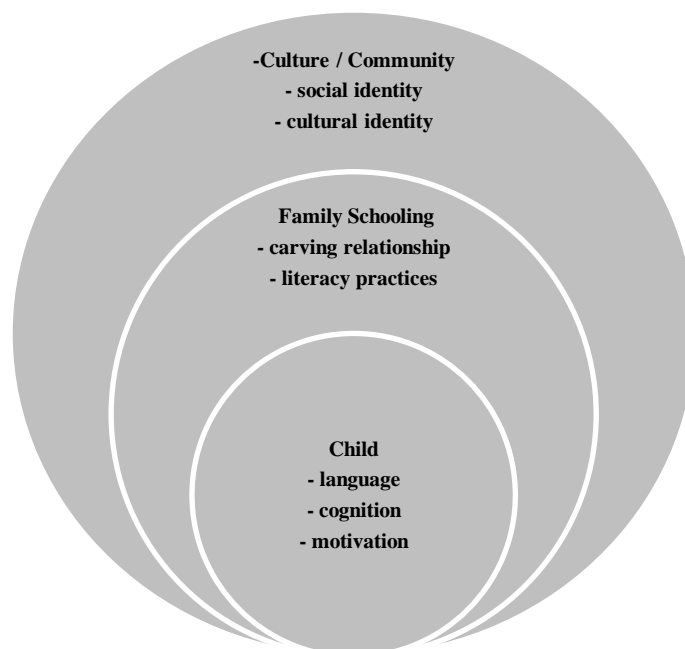 -Culture / Community
- social identity
- cultural identity
Family Schooling
- carving relationship
- literacy practices
Child
- language
- cognition
- motivation